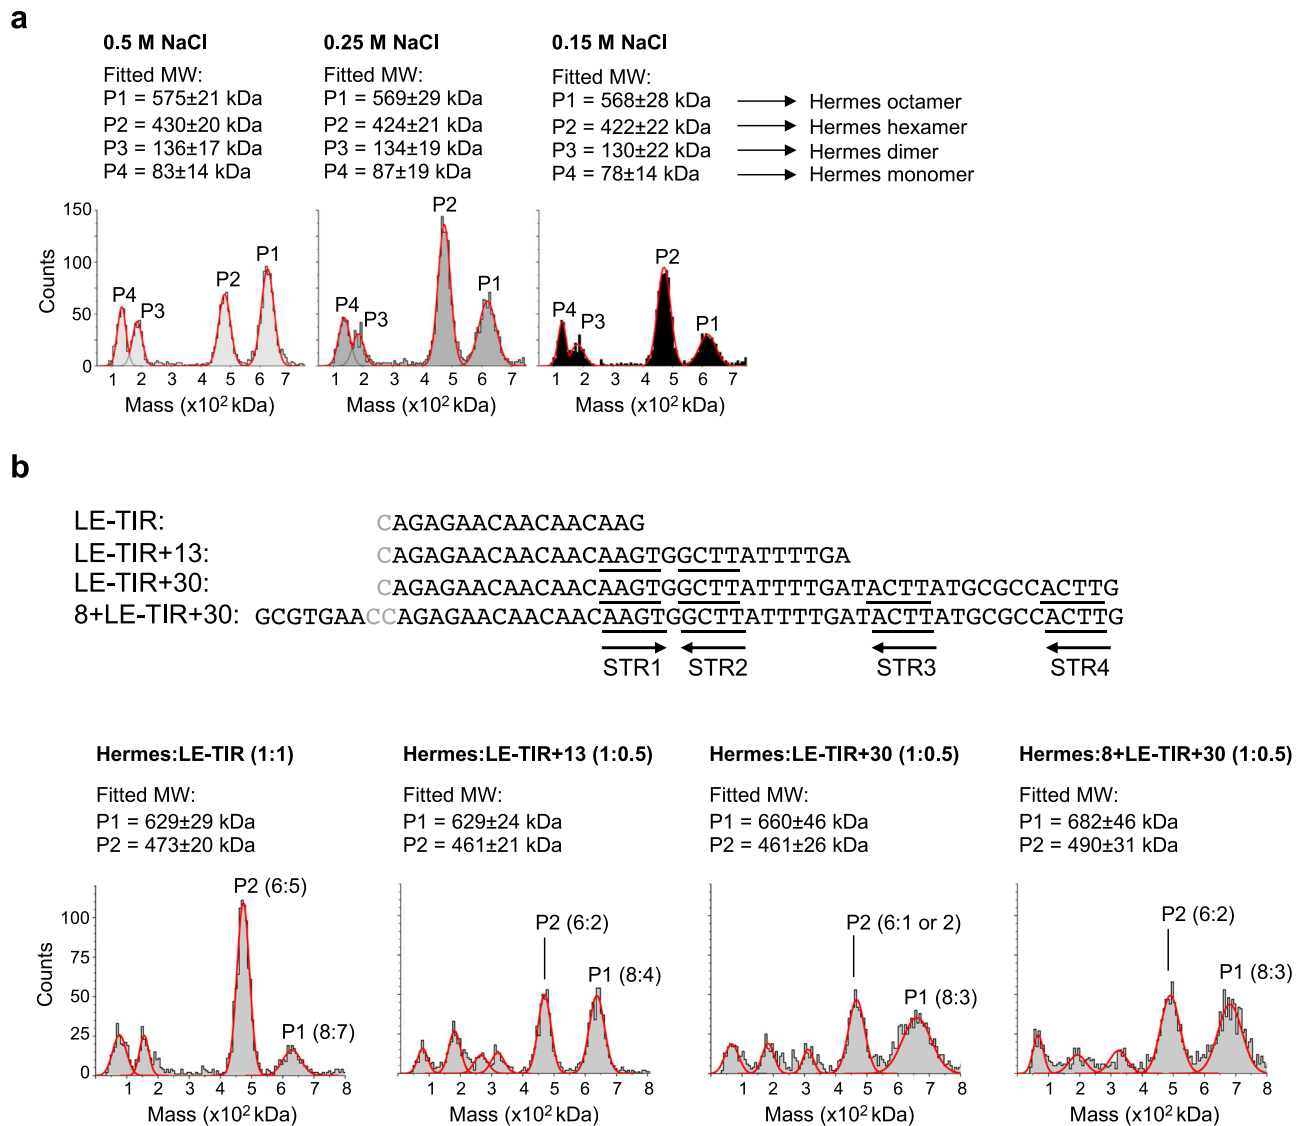 a
0.5 M NaCl
Fitted MW:
P1 = 575±21 kDa
P2 = 430±20 kDa
P3 = 136±17 kDa
P4 = 83±14 kDa
0.25 M NaCl
Fitted MW:
P1 = 569±29 kDa
P2 = 424±21 kDa
P3 = 134±19 kDa
P4 = 87±19 kDa
0.15 M NaCl
Fitted MW:
P1 = 568±28 kDa
Hermes octamer
P2 = 422±22 kDa
Hermes hexamer
P3 = 130±22 kDa
Hermes dimer
P4 = 78±14 kDa
Hermes monomer
Counts
150
100
50
0
P4
P3
P2
P1
1 2 3 4 5 6 7
Mass (x10² kDa)
P4
P3
P2
P1
1 2 3 4 5 6 7
Mass (x10² kDa)
P4
P3
P2
P1
1 2 3 4 5 6 7
Mass (x10² kDa)
b
LE-TIR: CAGAGAACAACAACAAG
LE-TIR+13: CAGAGAACAACAACAAGTGGCTTATTTTGA
LE-TIR+30: CAGAGAACAACAACAAGTGGCTTATTTTGATACTTATGCGCCACTTG
8+LE-TIR+30: GCGTGAACCAGAGAACAACAACAAGTGGCTTATTTTGATACTTATGCGCCACTTG
STR1 STR2 STR3 STR4
Hermes:LE-TIR (1:1)
Fitted MW:
P1 = 629±29 kDa
P2 = 473±20 kDa
Hermes:LE-TIR+13 (1:0.5)
Fitted MW:
P1 = 629±24 kDa
P2 = 461±21 kDa
Hermes:LE-TIR+30 (1:0.5)
Fitted MW:
P1 = 660±46 kDa
P2 = 461±26 kDa
Hermes:8+LE-TIR+30 (1:0.5)
Fitted MW:
P1 = 682±46 kDa
P2 = 490±31 kDa
Counts
100
75
50
25
0
P2 (6:5)
P1 (8:7)
1 2 3 4 5 6 7 8
Mass (x10² kDa)
P2 (6:2)
P1 (8:4)
1 2 3 4 5 6 7 8
Mass (x10² kDa)
P2 (6:1 or 2)
P1 (8:3)
1 2 3 4 5 6 7 8
Mass (x10² kDa)
P2 (6:2)
P1 (8:3)
1 2 3 4 5 6 7 8
Mass (x10² kDa)